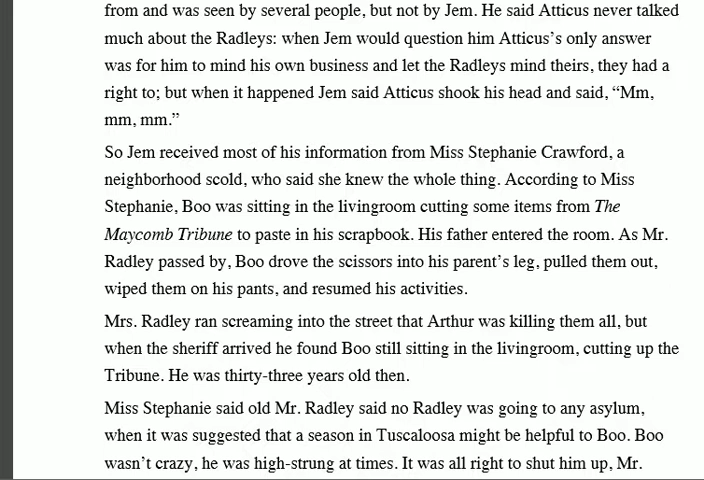 from and was seen by several people, but not by Jem. He said Atticus never talked
much about the Radleys: when Jem would question him Atticus’s only answer
was for him to mind his own business and let the Radleys mind theirs, they had a
right to; but when it happened Jem said Atticus shook his head and said, “Mm,
mm, mm.”
So Jem received most of his information from Miss Stephanie Crawford, a
neighborhood scold, who said she knew the whole thing. According to Miss
Stephanie, Boo was sitting in the livingroom cutting some items from The
Maycomb Tribune to paste in his scrapbook. His father entered the room. As Mr.
Radley passed by, Boo drove the scissors into his parent’s leg, pulled them out,
wiped them on his pants, and resumed his activities.
Mrs. Radley ran screaming into the street that Arthur was killing them all, but
when the sheriff arrived he found Boo still sitting in the livingroom, cutting up the
Tribune. He was thirty-three years old then.
Miss Stephanie said old Mr. Radley said no Radley was going to any asylum,
when it was suggested that a season in Tuscaloosa might be helpful to Boo. Boo
wasn’t crazy, he was high-strung at times. It was all right to shut him up, Mr.